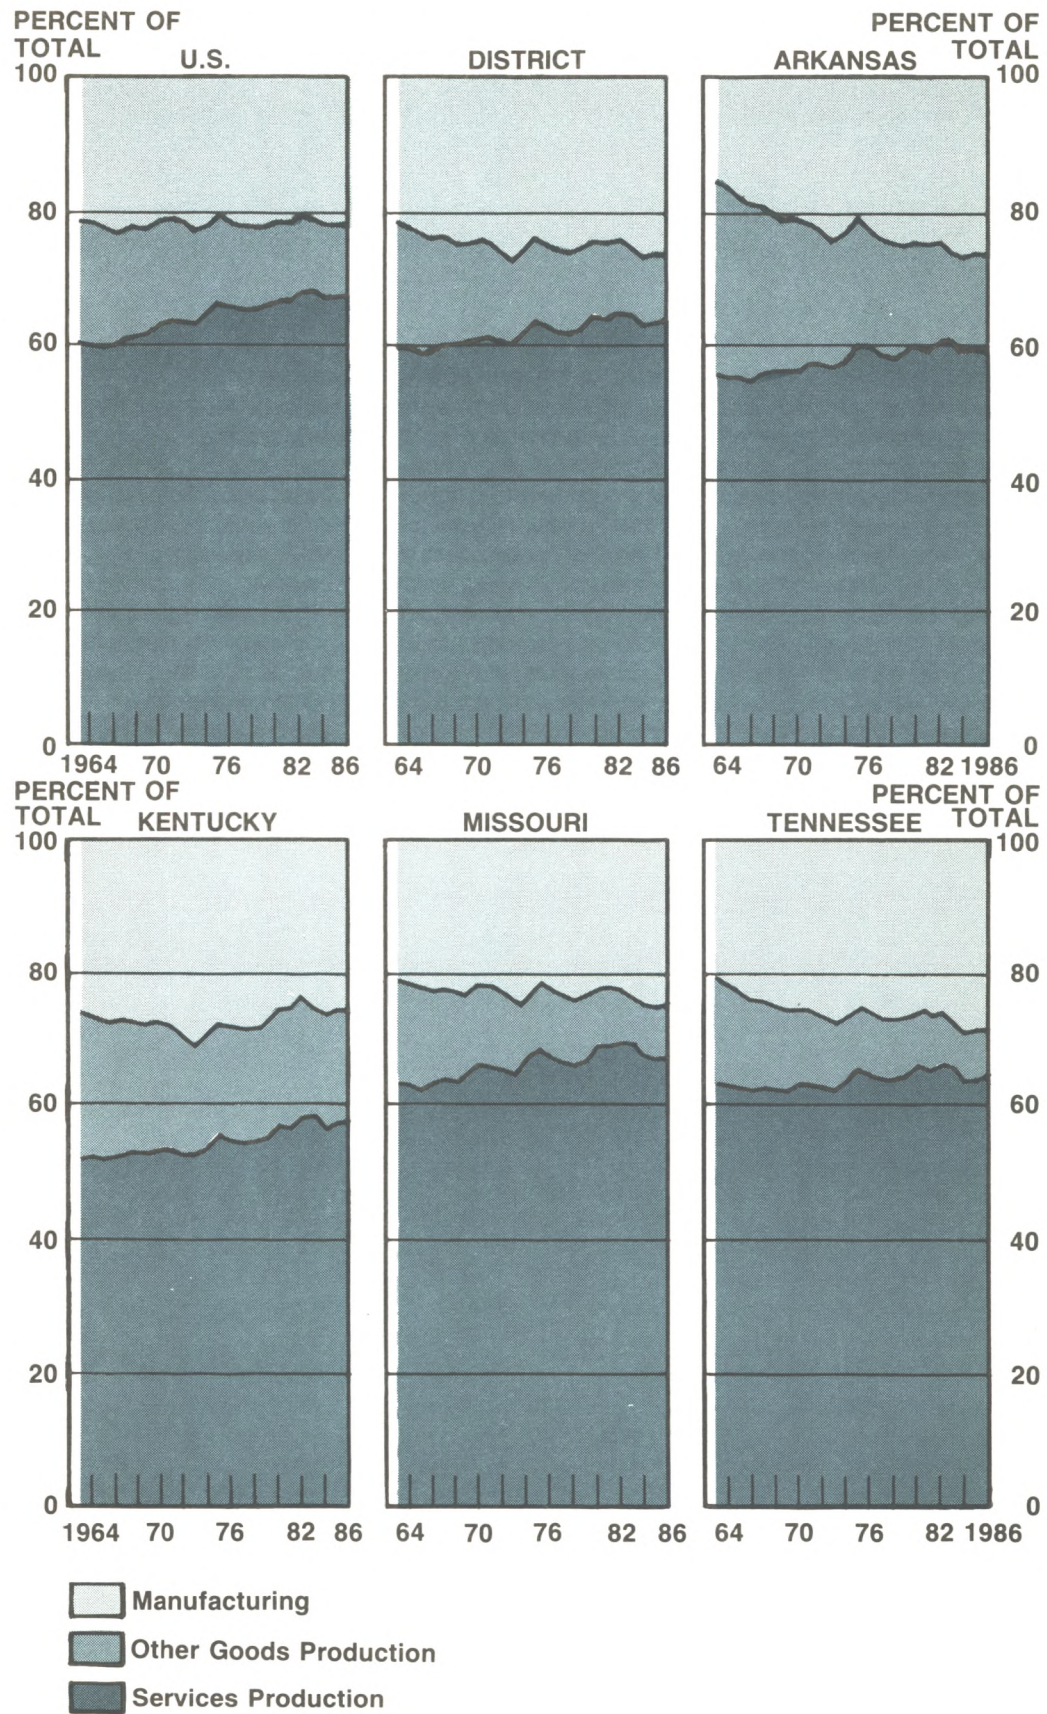 PERCENT OF
TOTAL
U.S.
DISTRICT
PERCENT OF
TOTAL
ARKANSAS
100
80
60
40
20
0
100
80
60
40
20
0
1964 70 76 82 86
64 70 76 82 86
64 70 76 82 1986
PERCENT OF
TOTAL
KENTUCKY
MISSOURI
PERCENT OF
TOTAL
TENNESSEE
100
80
60
40
20
0
100
80
60
40
20
0
1964 70 76 82 86
64 70 76 82 86
64 70 76 82 1986
Manufacturing
Other Goods Production
Services Production